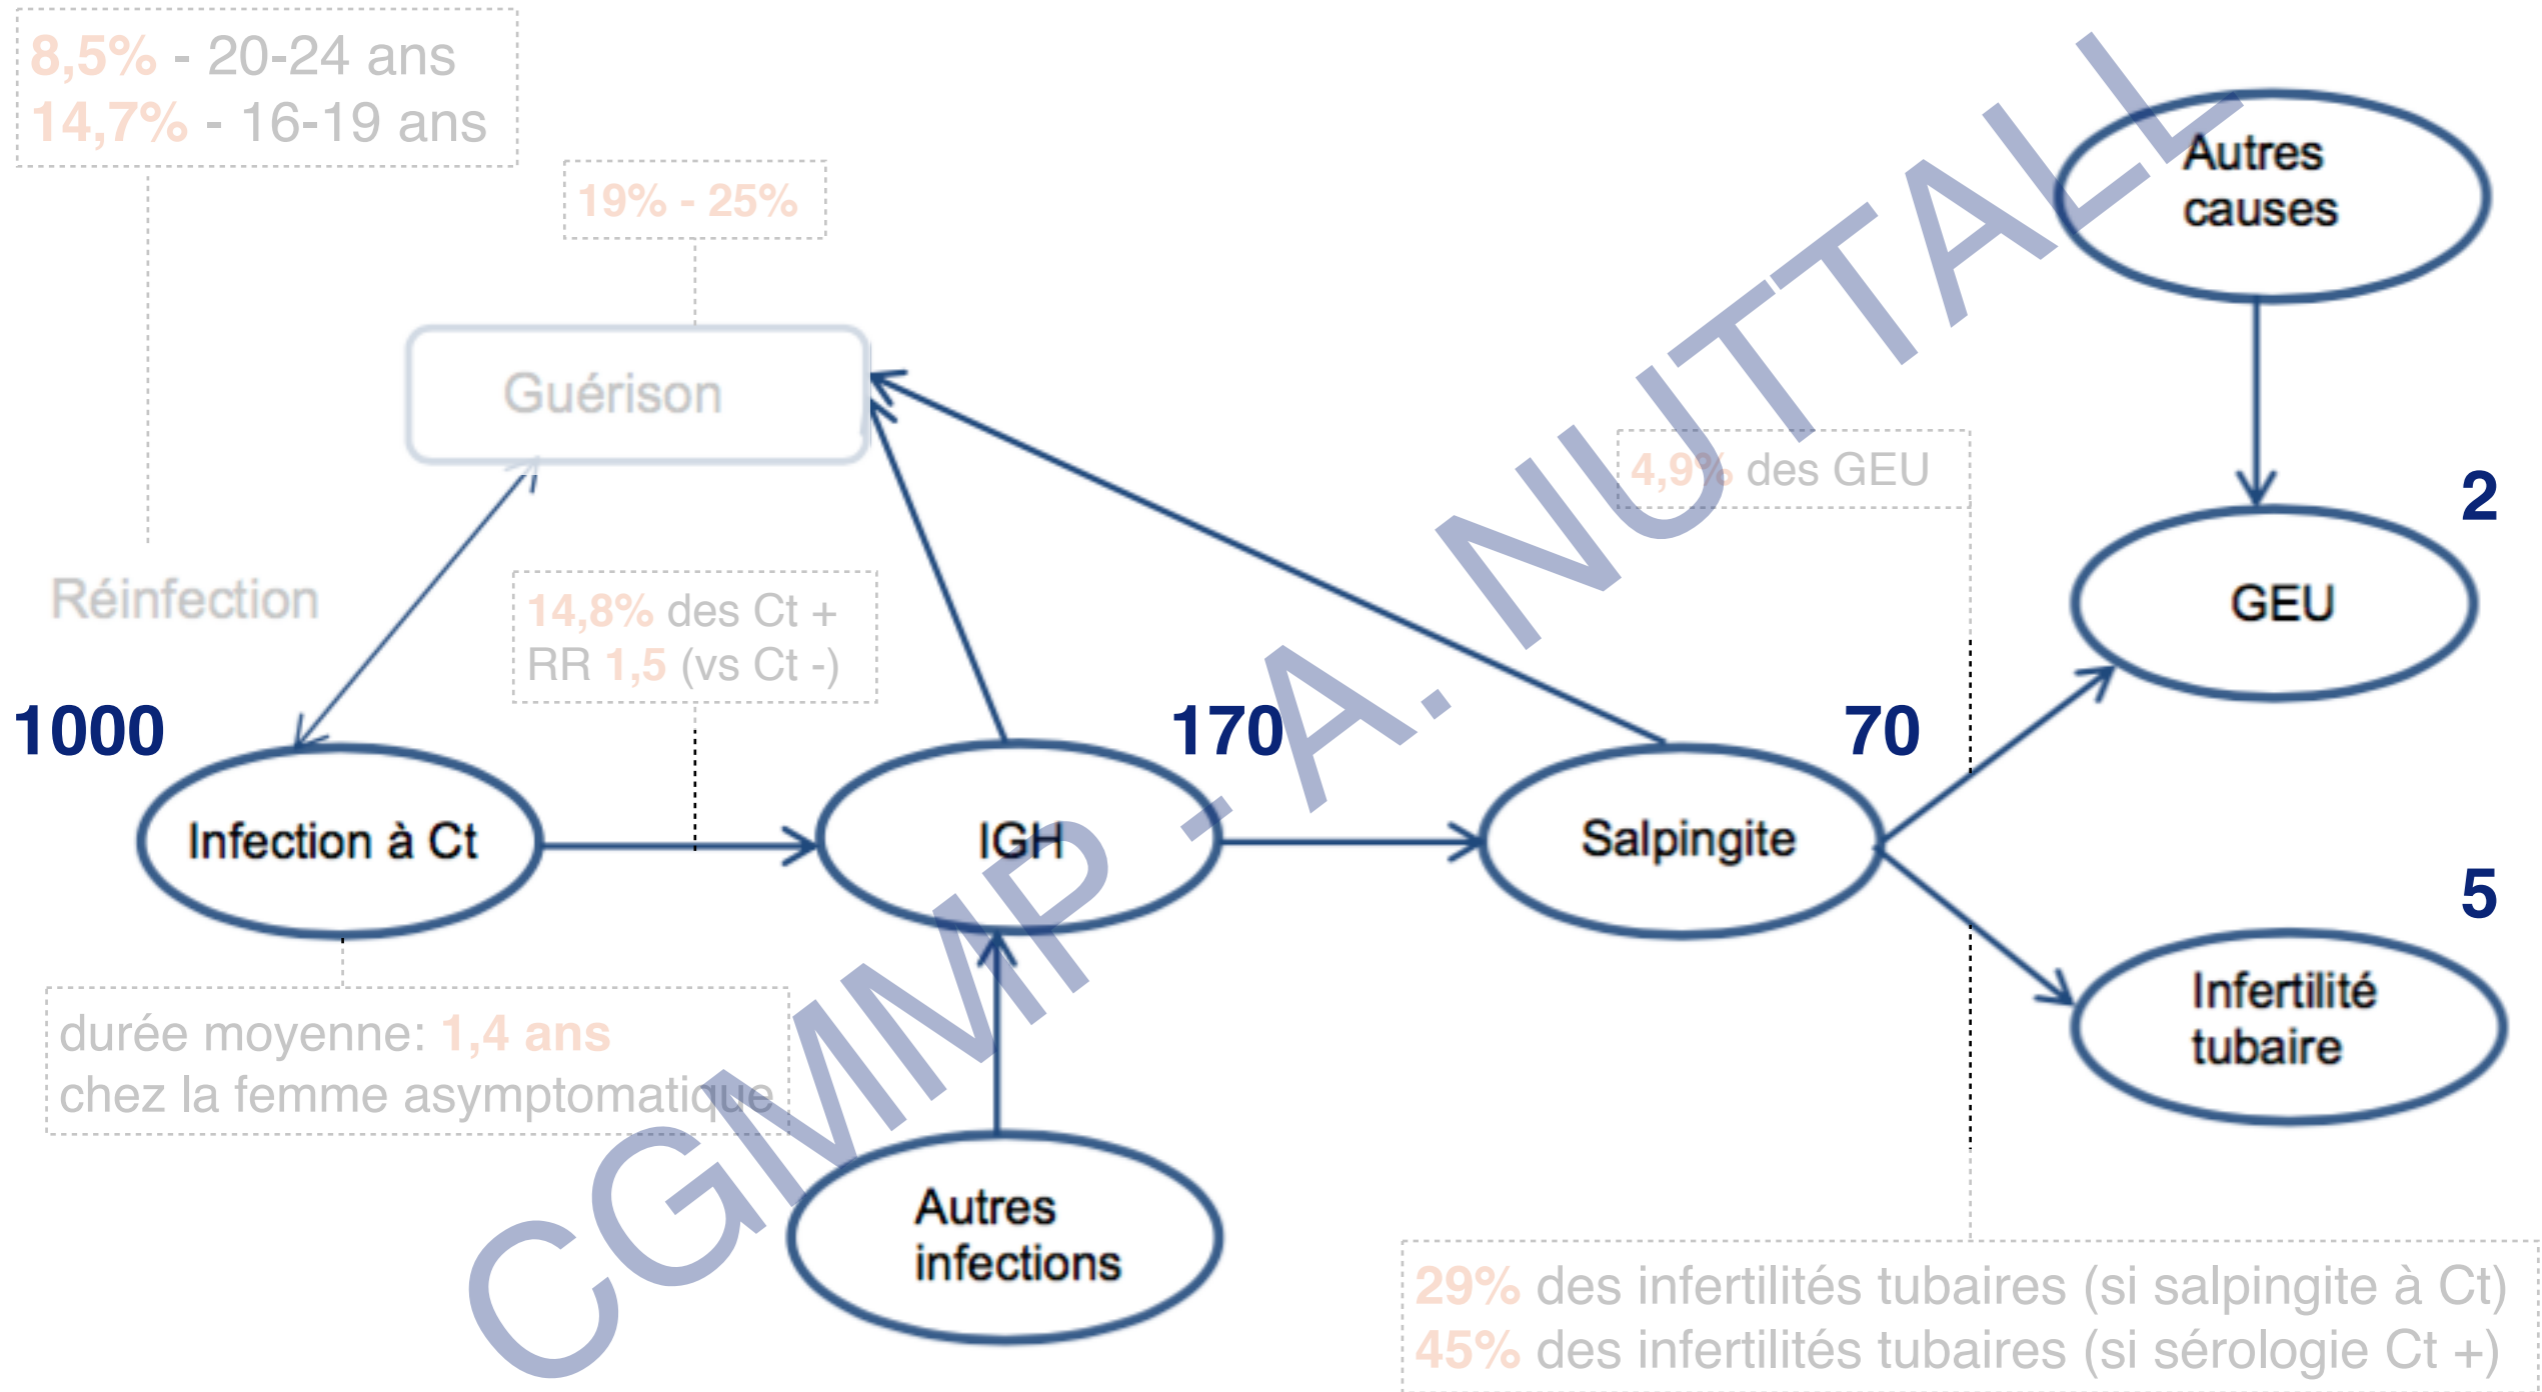 8,5% - 20-24 ans
14,7% - 16-19 ans
19% - 25%
Autres
causes
Guérison
4,9% des GEU
2
GEU
Réinfection
14,8% des Ct +
RR 1,5 (vs Ct -)
1000
170
70
Infection à Ct
IGH
Salpingite
5
Infertilité
tubaire
durée moyenne: 1,4 ans
chez la femme asymptomatique
Autres
infections
29% des infertilités tubaires (si salpingite à Ct)
45% des infertilités tubaires (si sérologie Ct +)
CGMMP - A. NUTTALL